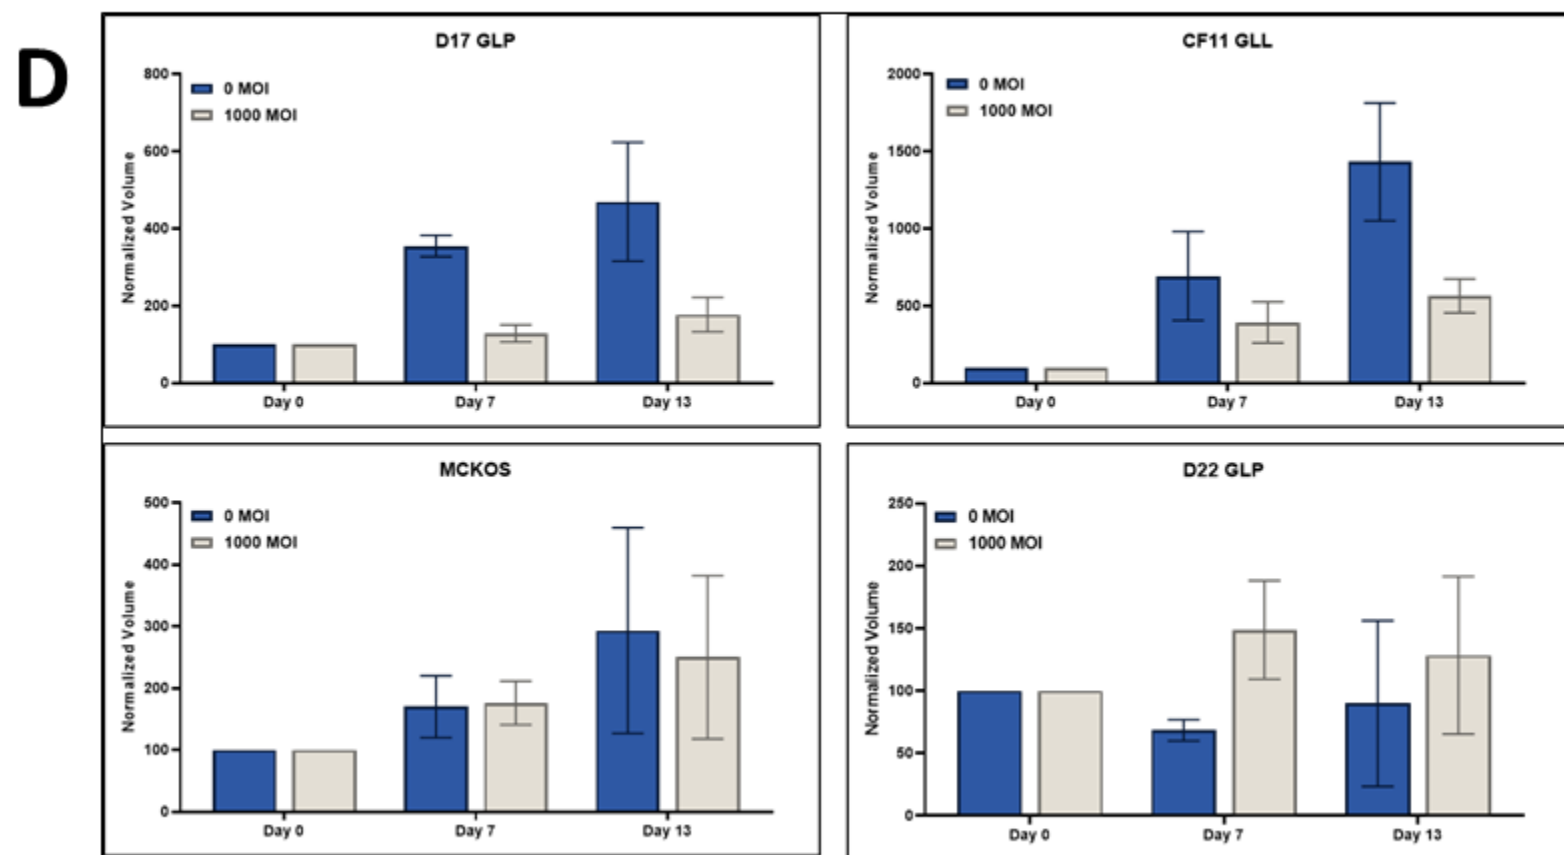 D
D17 GLP
800
600
400
200
0
Normalized Volume
0 MOI
1000 MOI
Day 0
Day 7
Day 13
CF11 GLL
2000
1500
1000
500
0
Normalized Volume
0 MOI
1000 MOI
Day 0
Day 7
Day 13
MCKOS
500
400
300
200
100
0
Normalized Volume
0 MOI
1000 MOI
Day 0
Day 7
Day 13
D22 GLP
250
200
150
100
50
0
Normalized Volume
0 MOI
1000 MOI
Day 0
Day 7
Day 13